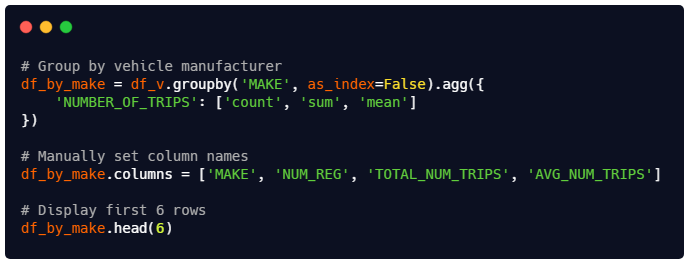 # Group by vehicle manufacturer
df_by_make = df_v.groupby('MAKE', as_index=False).agg({
    'NUMBER_OF_TRIPS': ['count', 'sum', 'mean']
})
# Manually set column names
df_by_make.columns = ['MAKE', 'NUM_REG', 'TOTAL_NUM_TRIPS', 'AVG_NUM_TRIPS']
# Display first 6 rows
df_by_make.head(6)